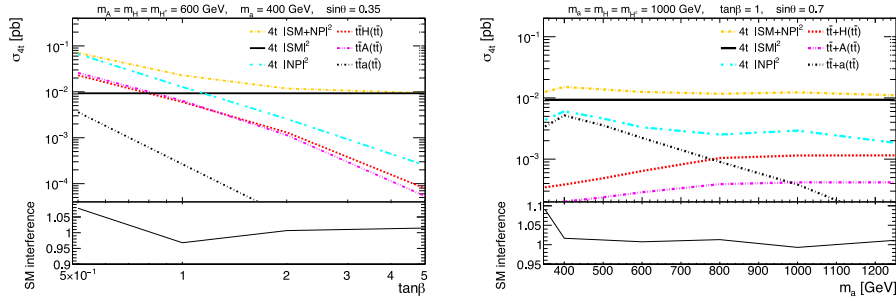 m_A = m_H = m_H± = 600 GeV, m_a = 400 GeV, sinθ = 0.35
σ_4t [pb]
10⁻¹
10⁻²
10⁻³
10⁻⁴
4t |SM+NP|²
4t |SM|²
4t |NP|²
tt̄H(tt̄)
tt̄A(tt̄)
tt̄a(tt̄)
SM interference
1.05
1
0.95
0.9
5×10⁻¹ 1 2 3 4 5
tanβ
m_A = m_H = m_H± = 1000 GeV, tanβ = 1, sinθ = 0.7
σ_4t [pb]
10⁻¹
10⁻²
10⁻³
4t |SM+NP|²
4t |SM|²
4t |NP|²
tt̄+H(tt̄)
tt̄+A(tt̄)
tt̄+a(tt̄)
SM interference
1.1
1.05
1
0.95
0.9
400 500 600 700 800 900 1000 1100 1200
m_a [GeV]